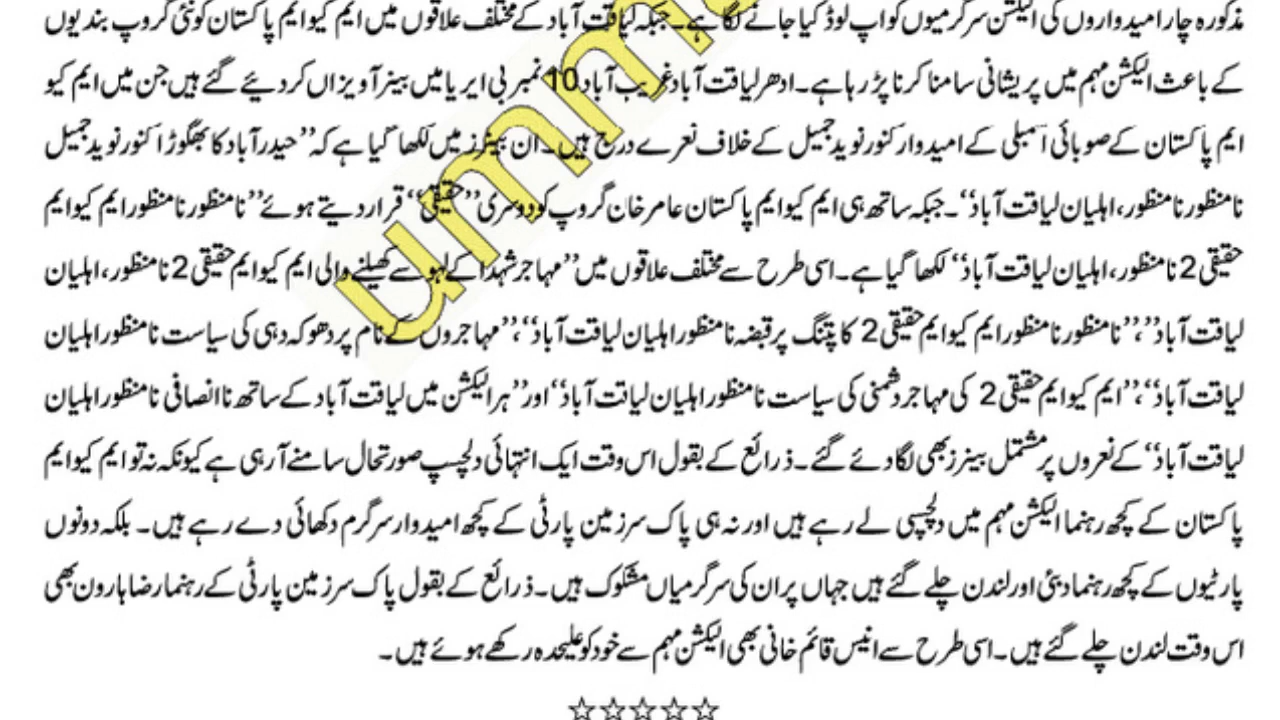 مذکورہ چار امیدواروں کی الیکشن سرگرمیوں کو اپ لوڈ کیا جانے لگا ہے۔ جبکہ لیاقت آباد کے مختلف علاقوں میں ایم کیو ایم پاکستان کو نئی گروپ بندیوں
کے باعث الیکشن مہم میں پریشانی کا سامنا کرنا پڑ رہا ہے۔ ادھر لیاقت آباد غریب آباد 10 نمبر بی ایریا میں بینر آویزاں کر دیئے گئے ہیں جن میں ایم کیو
ایم پاکستان کے صوبائی اسمبلی کے امیدوار کنور نوید جمیل کے خلاف نعرے درج ہیں۔ ان بینرز میں لکھا گیا ہے کہ ’’حیدر آباد کا بھگوڑا کنور نوید جمیل
نامنظور نامنظور، اہلیان لیاقت آباد‘‘۔ جبکہ ساتھ ہی ایم کیو ایم پاکستان عامر خان گروپ کو دوسری ’’حقیقی‘‘ قرار دیتے ہوئے ’’نامنظور نامنظور ایم کیو ایم
حقیقی 2 نامنظور، اہلیان لیاقت آباد‘‘ لکھا گیا ہے۔ اسی طرح سے مختلف علاقوں میں ’’مہاجر شہدا کے لہو سے کھیلنے والی ایم کیو ایم حقیقی 2 نامنظور، اہلیان
لیاقت آباد‘‘،’’نامنظور نامنظور ایم کیو ایم حقیقی 2 کا پتنگ پر قبضہ نامنظور اہلیان لیاقت آباد‘‘،’’مہاجروں کے نام پر دھوکہ دہی کی سیاست نامنظور اہلیان
لیاقت آباد‘‘،’’ایم کیو ایم حقیقی 2 کی مہاجر دشمنی کی سیاست نامنظور اہلیان لیاقت آباد‘‘ اور ’’ہر الیکشن میں لیاقت آباد کے ساتھ ناانصافی نامنظور اہلیان
لیاقت آباد‘‘ کے نعروں پر مشتمل بینرز بھی لگا دئے گئے۔ ذرائع کے بقول اس وقت ایک انتہائی دلچسپ صورتحال سامنے آ رہی ہے کیونکہ نہ تو ایم کیو ایم
پاکستان کے کچھ رہنما الیکشن مہم میں دلچسپی لے رہے ہیں اور نہ ہی پاک سرزمین پارٹی کے کچھ امیدوار سرگرم دکھائی دے رہے ہیں۔ بلکہ دونوں
پارٹیوں کے کچھ رہنما دبئی اور لندن چلے گئے ہیں جہاں پر ان کی سرگرمیاں مشکوک ہیں۔ ذرائع کے بقول پاک سرزمین پارٹی کے رہنما رضا ہارون بھی
اس وقت لندن چلے گئے ہیں۔ اسی طرح سے انیس قائم خانی بھی الیکشن مہم سے خود کو علیحدہ رکھے ہوئے ہیں۔
☆☆☆☆☆